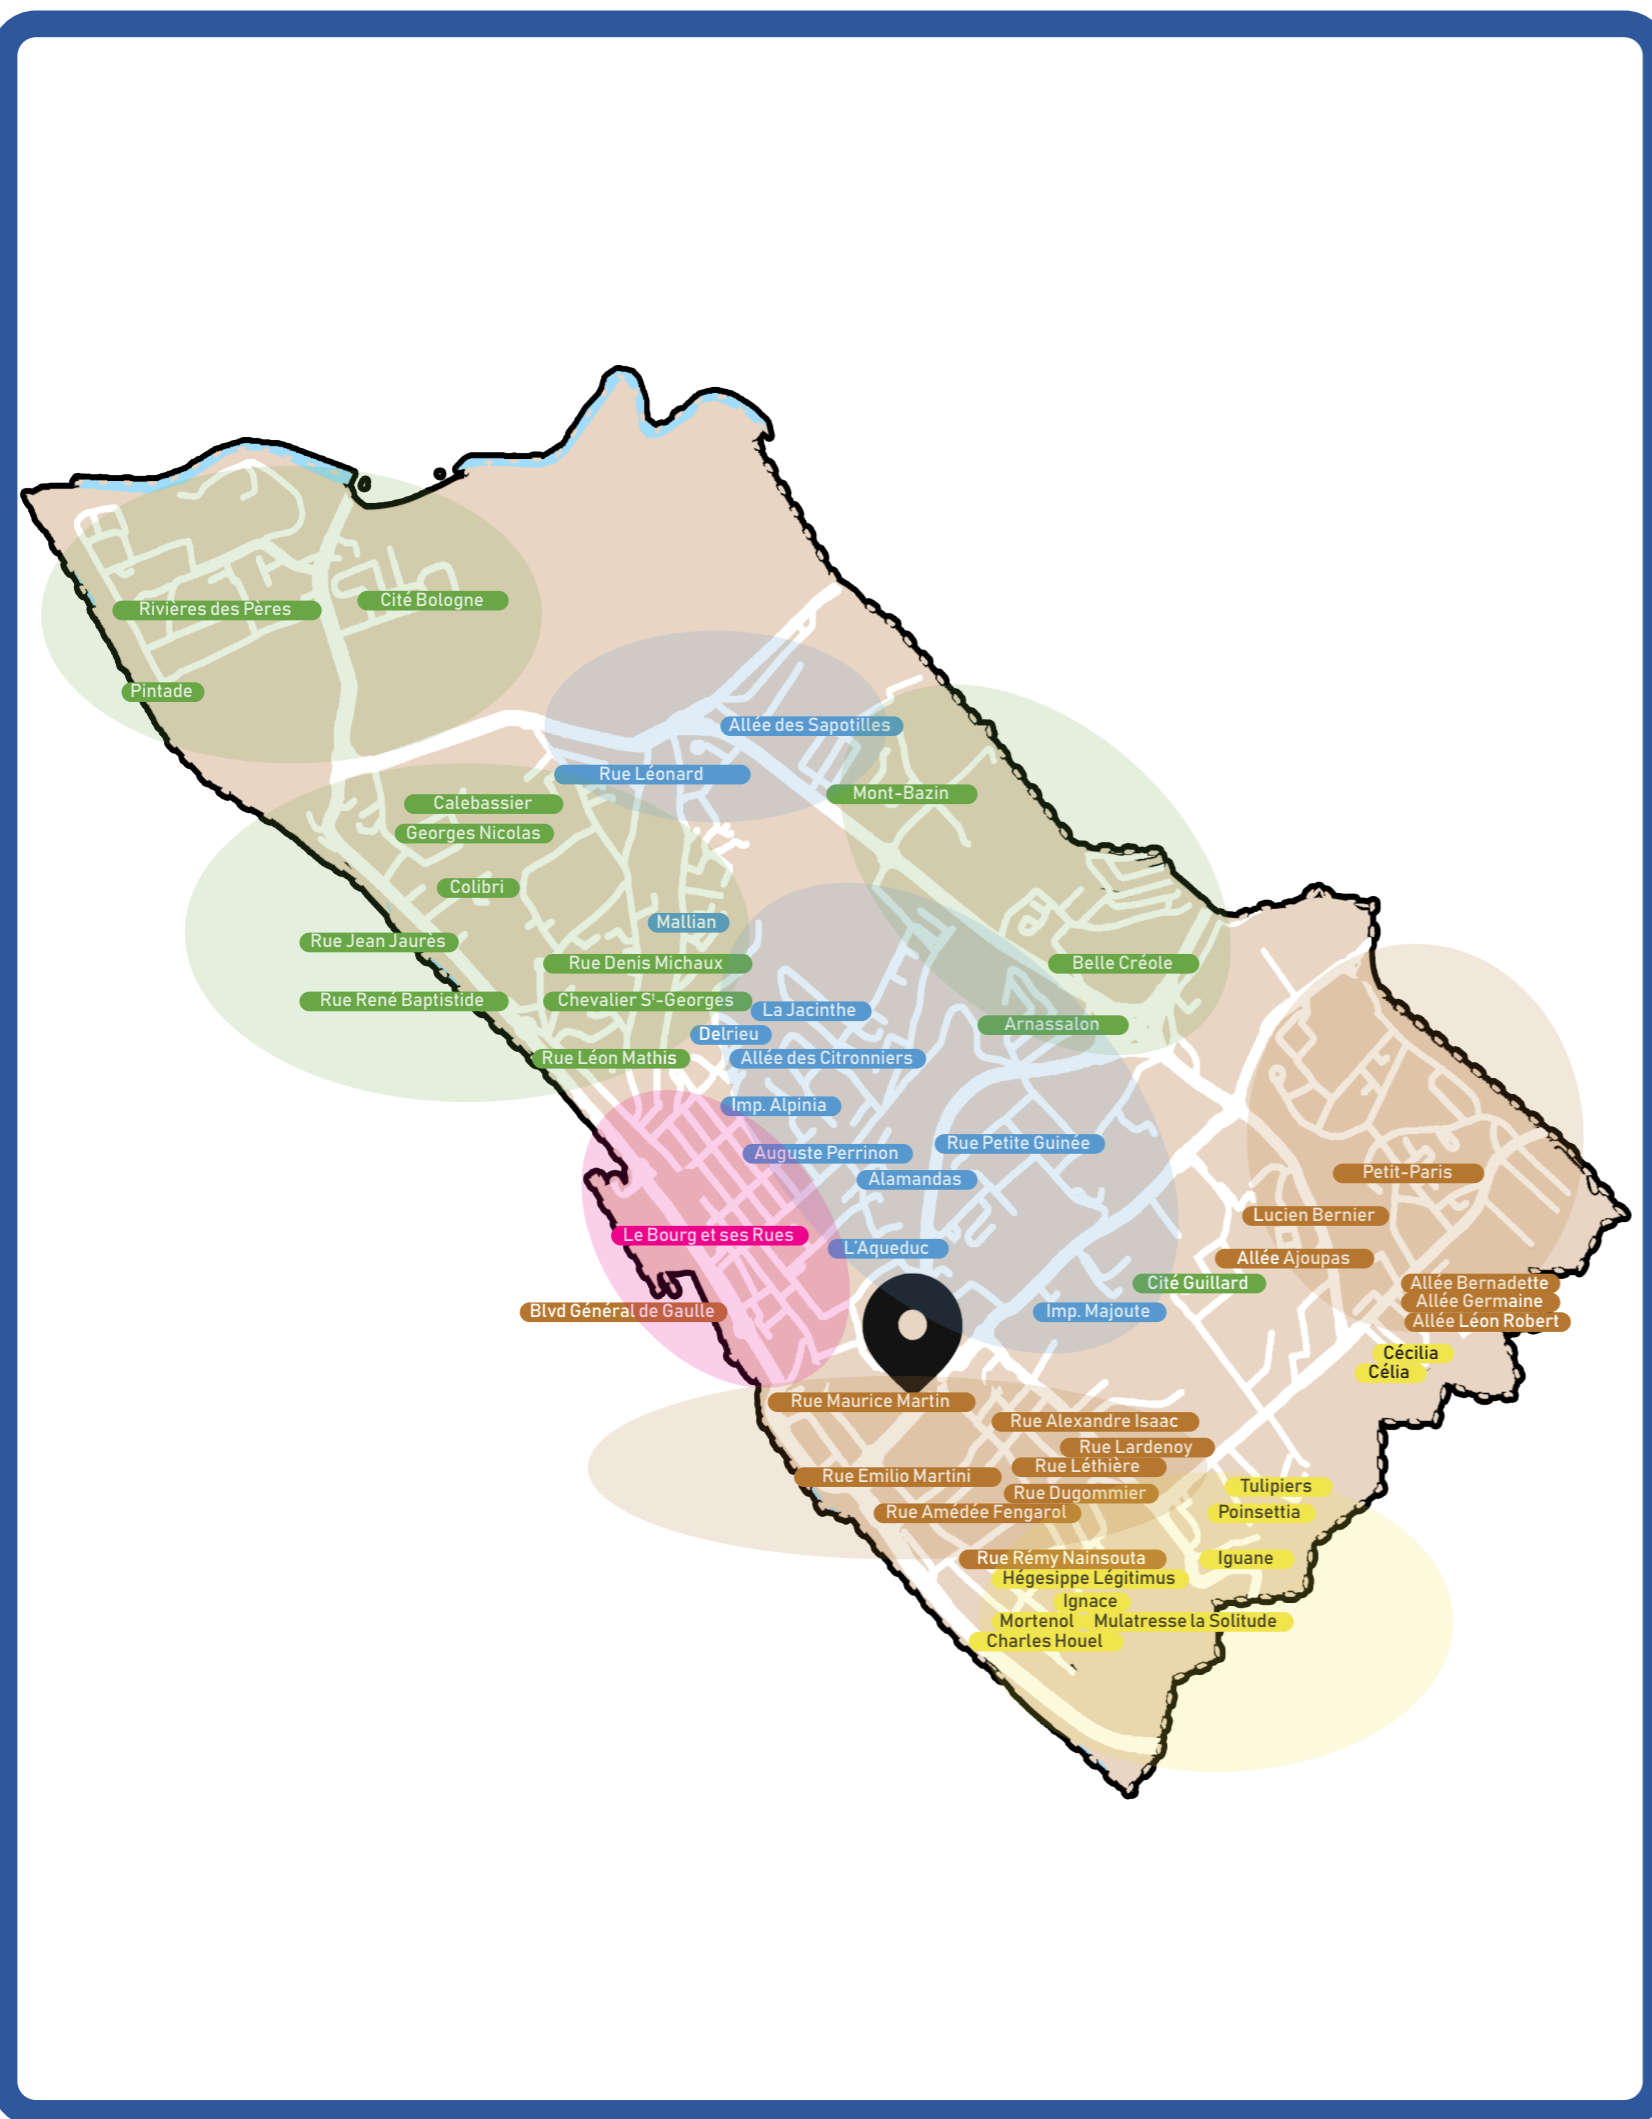 Cité Bologne
Rivières des Pères
Pintade
Allée des Sapotilles
Rue Léonard
Mont-Bazin
Calebassier
Georges Nicolas
Colibri
Mallian
Rue Jean Jaurès
Rue Denis Michaux
Belle Créole
Rue René Baptistide
Chevalier Sᵗ-Georges
La Jacinthe
Arnassalon
Delrieu
Rue Léon Mathis
Allée des Citronniers
Imp. Alpinia
Rue Petite Guinée
Auguste Perrinon
Petit-Paris
Alamandas
Lucien Bernier
Le Bourg et ses Rues
L'Aqueduc
Allée Ajoupas
Cité Guillard
Allée Bernadette
Allée Germaine
Blvd Général de Gaulle
Imp. Majoute
Allée Léon Robert
Cécilia
Célia
Rue Maurice Martin
Rue Alexandre Isaac
Rue Lardenoy
Rue Léthière
Rue Emilio Martini
Tulipiers
Rue Dugommier
Rue Amédée Fengarol
Poinsettia
Rue Rémy Nainsouta
Iguane
Hégesippe Légitimus
Ignace
Mortenol
Mulatresse la Solitude
Charles Houel